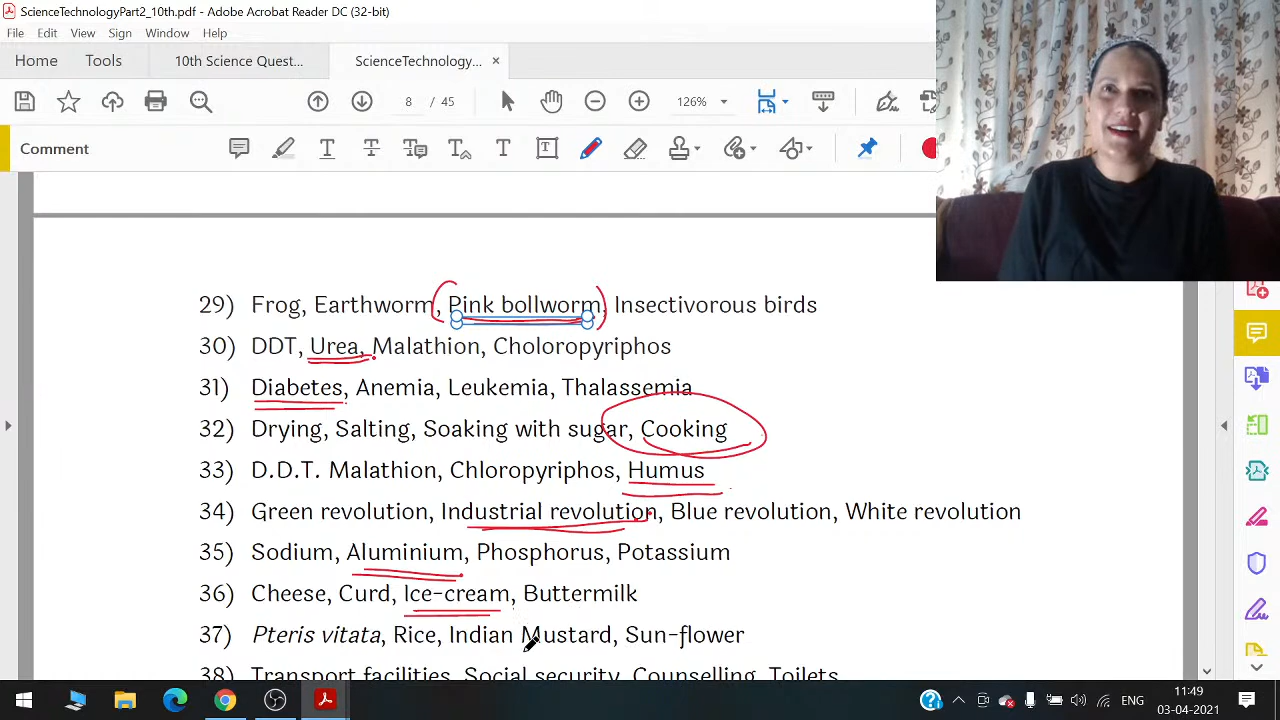 ScienceTechnologyPart2_10th.pdf - Adobe Acrobat Reader DC (32-bit)
File Edit View Sign Window Help
Home Tools 10th Science Quest... ScienceTechnology... ×
8 / 45 126%
Comment
29) Frog, Earthworm, Pink bollworm, Insectivorous birds
30) DDT, Urea, Malathion, Choloropyriphos
31) Diabetes, Anemia, Leukemia, Thalassemia
32) Drying, Salting, Soaking with sugar, Cooking
33) D.D.T. Malathion, Chloropyriphos, Humus
34) Green revolution, Industrial revolution, Blue revolution, White revolution
35) Sodium, Aluminium, Phosphorus, Potassium
36) Cheese, Curd, Ice-cream, Buttermilk
37) Pteris vitata, Rice, Indian Mustard, Sun-flower
38) Transport facilities, Social security, Counselling, Toilets
ENG
11:49
03-04-2021